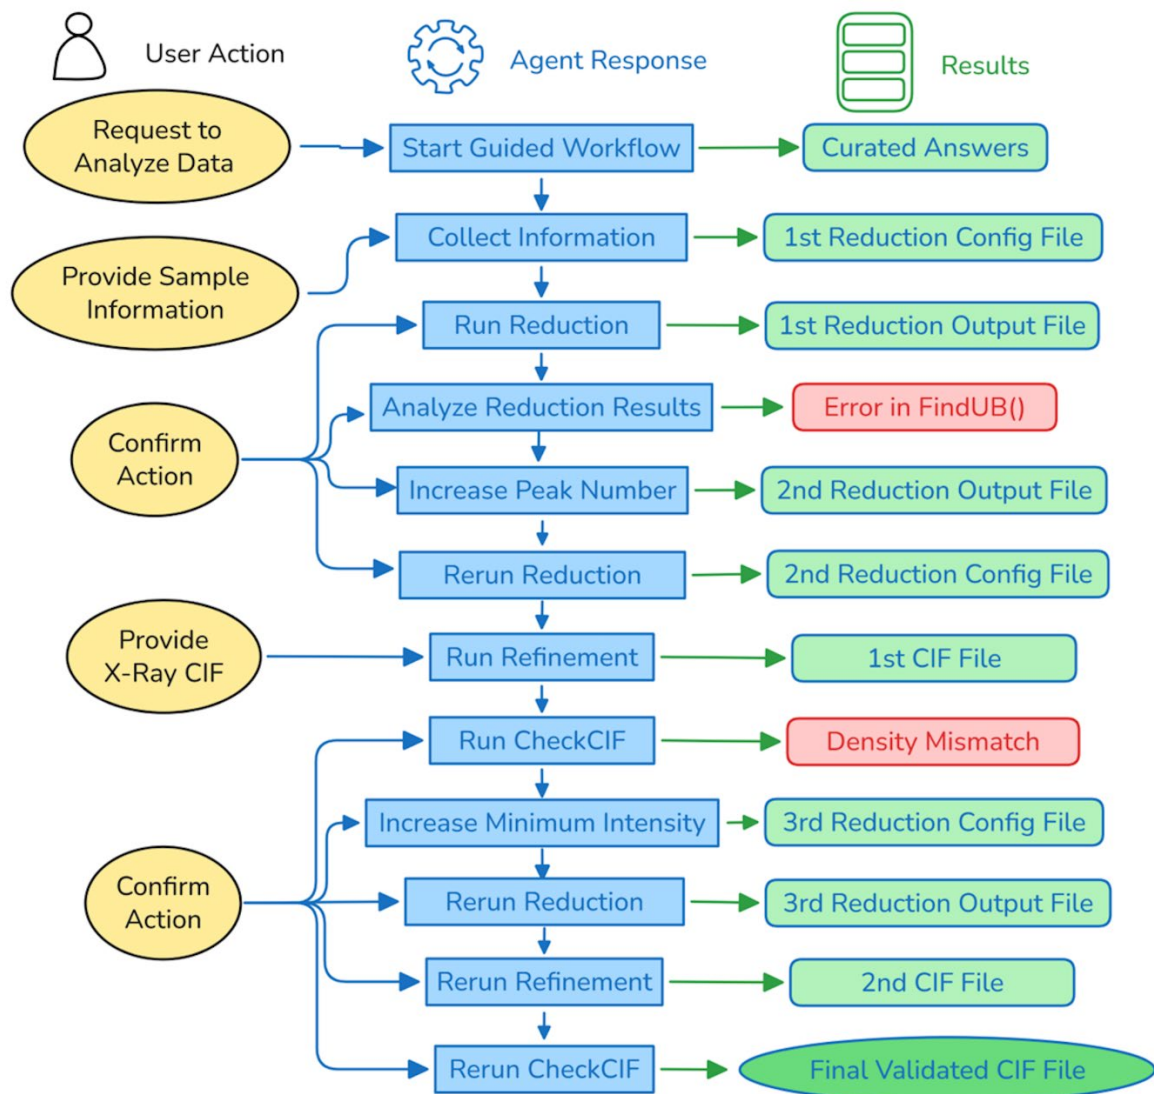 User Action
Agent Response
Results
Request to
Analyze Data
Start Guided Workflow
Curated Answers
Provide Sample
Information
Collect Information
1st Reduction Config File
Run Reduction
1st Reduction Output File
Confirm
Action
Analyze Reduction Results
Error in FindUB()
Increase Peak Number
2nd Reduction Output File
Rerun Reduction
2nd Reduction Config File
Provide
X-Ray CIF
Run Refinement
1st CIF File
Run CheckCIF
Density Mismatch
Increase Minimum Intensity
3rd Reduction Config File
Confirm
Action
Rerun Reduction
3rd Reduction Output File
Rerun Refinement
2nd CIF File
Rerun CheckCIF
Final Validated CIF File